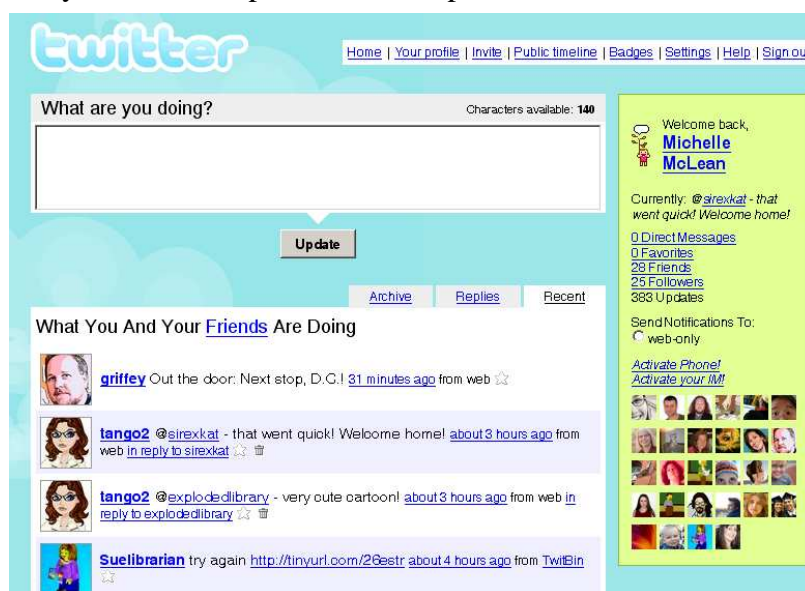 twitter
Home | Your profile | Invite | Public timeline | Badges | Settings | Help | Sign ou
What are you doing?
Characters available: 140
Update
Archive
Replies
Recent
What You And Your Friends Are Doing
griffey Out the door: Next stop, D.C.! 31 minutes ago from web
tango2 @sirexkat - that went quick! Welcome home! about 3 hours ago from
web in reply to sirexkat
tango2 @explodedlibrary - very cute cartoon! about 3 hours ago from web in
reply to explodedlibrary
Suelibrarian try again http://tinyurl.com/26estr about 4 hours ago from TwitBin
Welcome back,
Michelle
McLean
Currently: @sirexkat - that
went quick! Welcome home!
0 Direct Messages
0 Favorites
28 Friends
25 Followers
383 Updates
Send Notifications To:
web-only
Activate Phone!
Activate your IM!